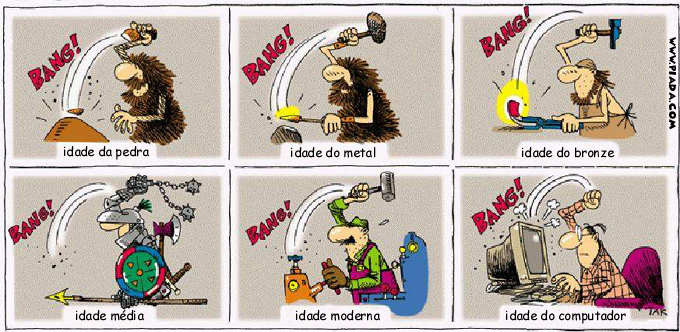 BANG!
idade da pedra
BANG!
idade do metal
BANG!
idade do bronze
WWW.PIADA.COM
BANG!
idade média
BANG!
idade moderna
BANG!
idade do computador